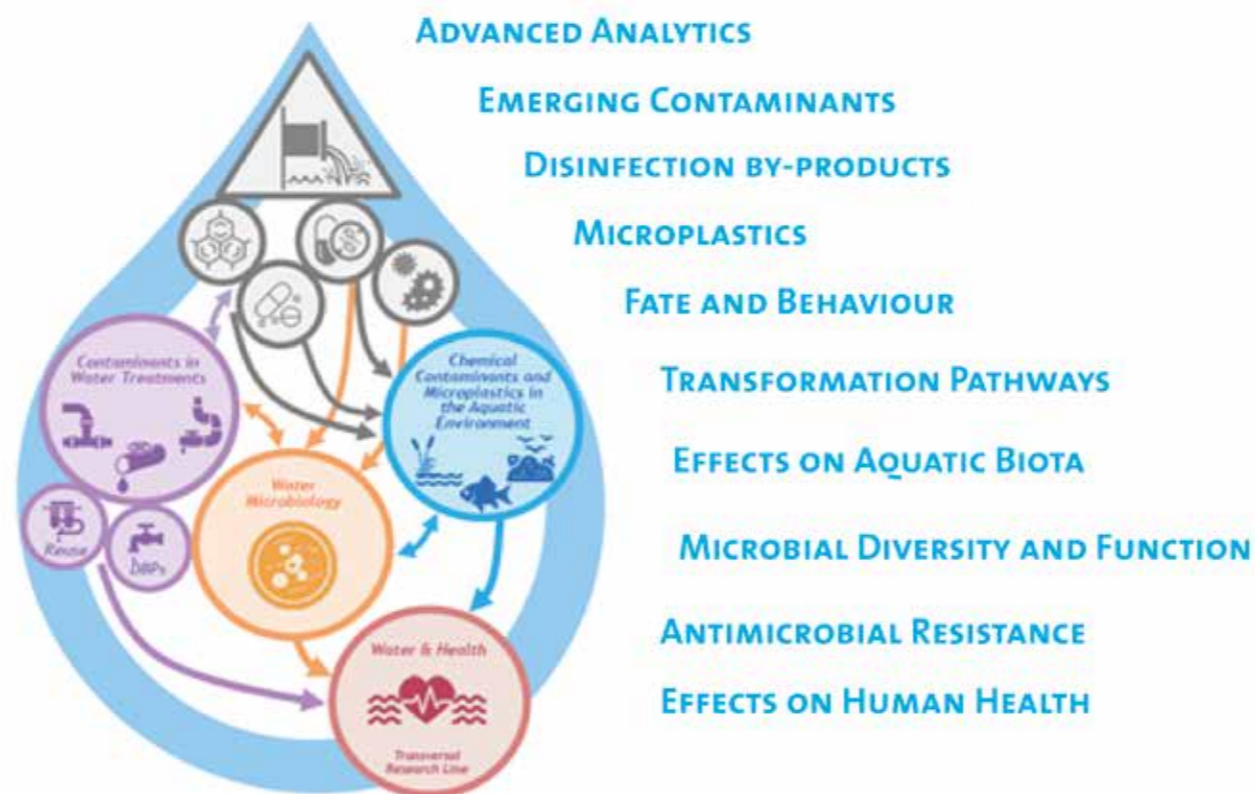 ADVANCED ANALYTICS
EMERGING CONTAMINANTS
DISINFECTION BY-PRODUCTS
MICROPLASTICS
FATE AND BEHAVIOUR
TRANSFORMATION PATHWAYS
EFFECTS ON AQUATIC BIOTA
MICROBIAL DIVERSITY AND FUNCTION
ANTIMICROBIAL RESISTANCE
EFFECTS ON HUMAN HEALTH
Contaminants in
Water Treatments
Chemical
Contaminants and
Microplastics in
the Aquatic
Environment
Water
Microbiology
Reuse
DBPs
Water & Health
Transversal
Research Line